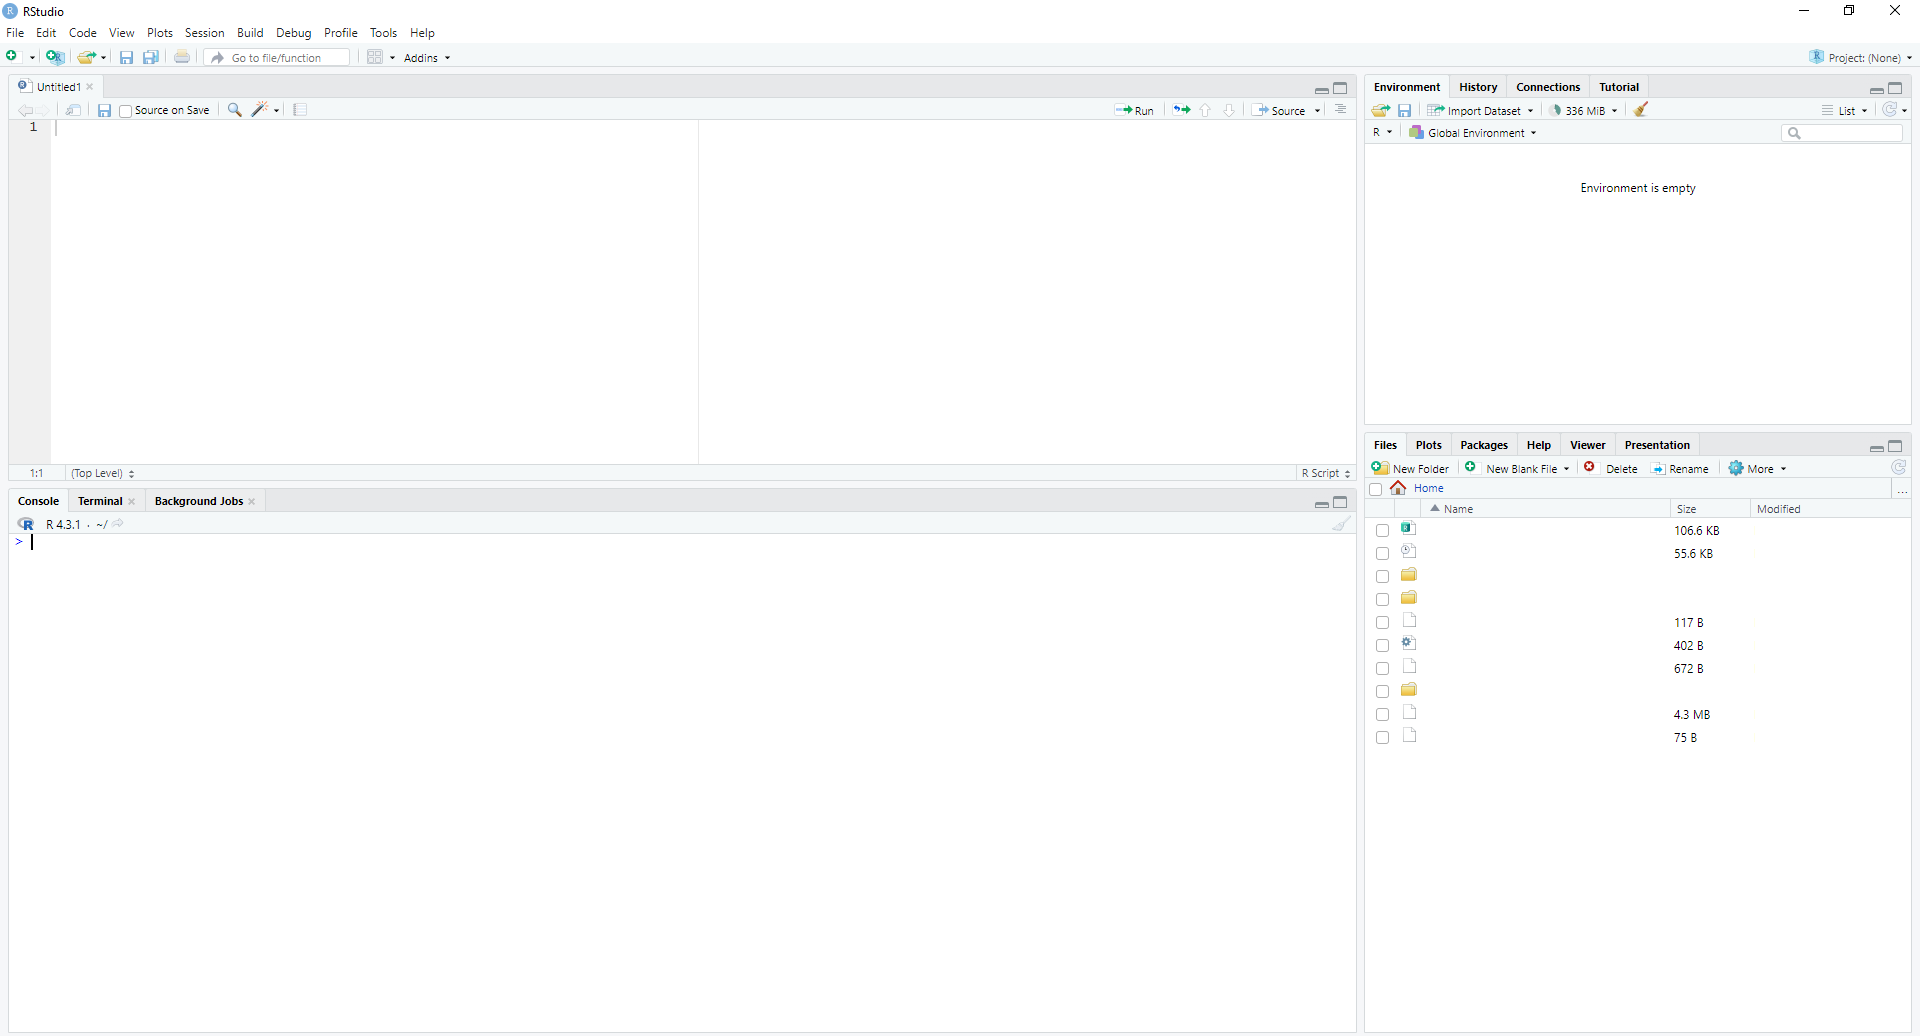 RStudio
File Edit Code View Plots Session Build Debug Profile Tools Help
Go to file/function Addins Project: (None)
Untitled1
Source on Save Run Source
1
1:1 (Top Level) R Script
Console Terminal Background Jobs
R 4.3.1 · ~/
>
Environment History Connections Tutorial
Import Dataset 336 MiB List
R Global Environment
Environment is empty
Files Plots Packages Help Viewer Presentation
New Folder New Blank File Delete Rename More
Home ...
Name Size Modified
106.6 KB
55.6 KB
117 B
402 B
672 B
4.3 MB
75 B